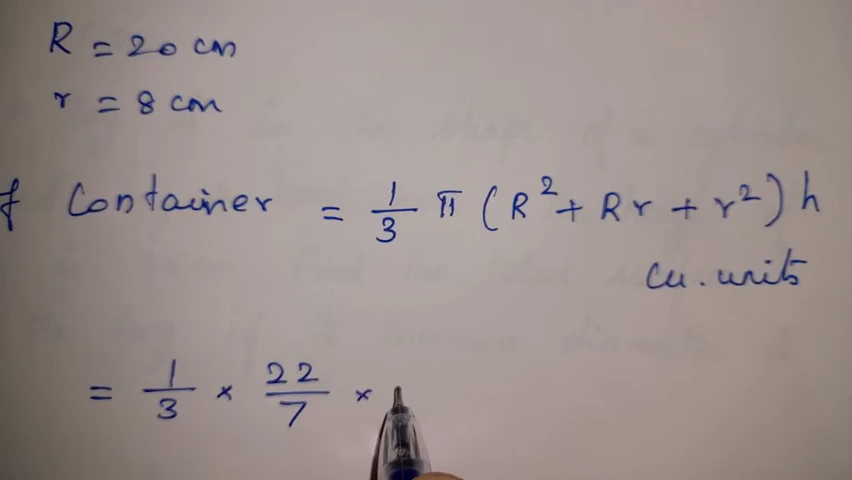 R = 20 cm
r = 8 cm
f Container = 1/3 π (R² + Rr + r²) h
cu. units
= 1/3 × 22/7 ×